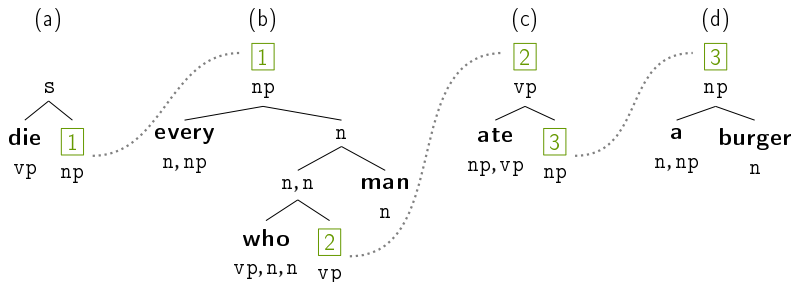 (a) (b) (c) (d)
1 2 3
s np vp np
die 1 every n ate 3 a burger
vp np n,np n,n man np,vp np n,np n
n
who 2
vp,n,n vp